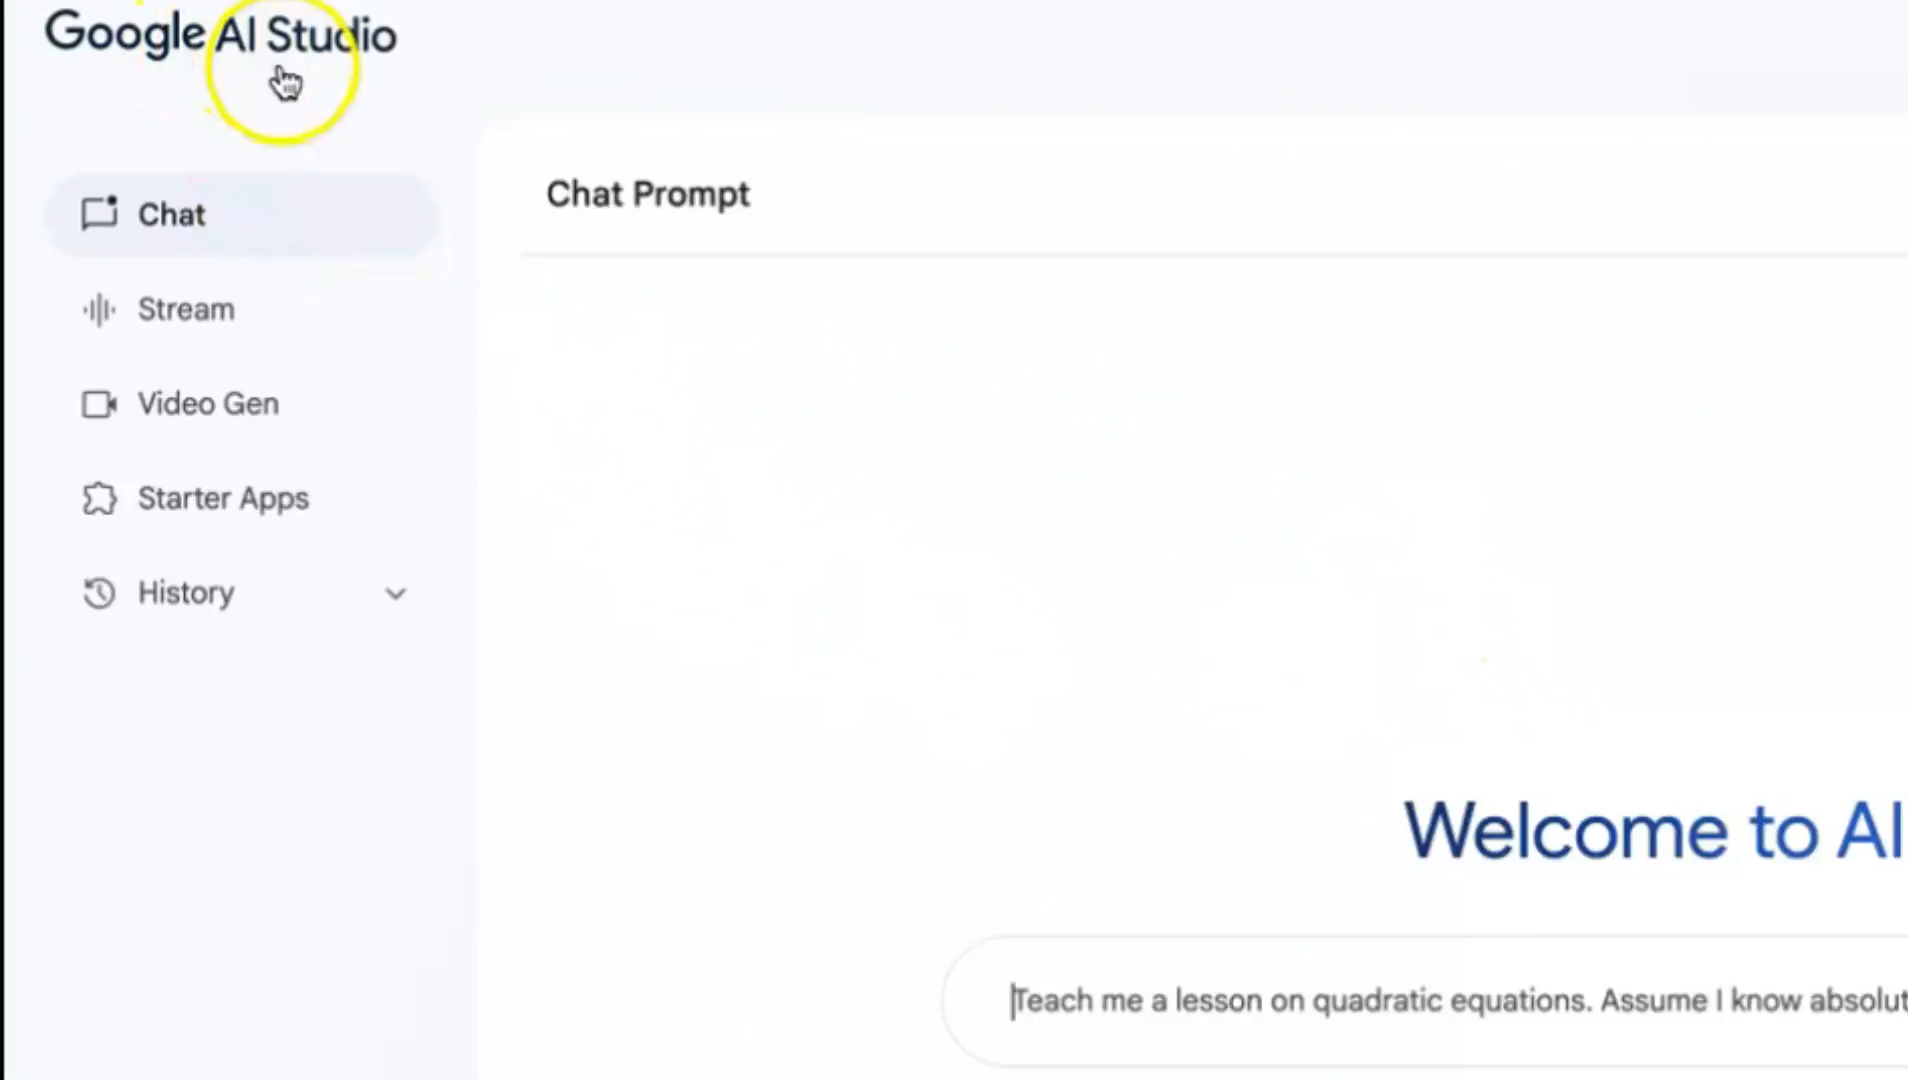 Google AI Studio
Chat
Stream
Video Gen
Starter Apps
History
Chat Prompt
Welcome to AI
Teach me a lesson on quadratic equations. Assume I know absolut